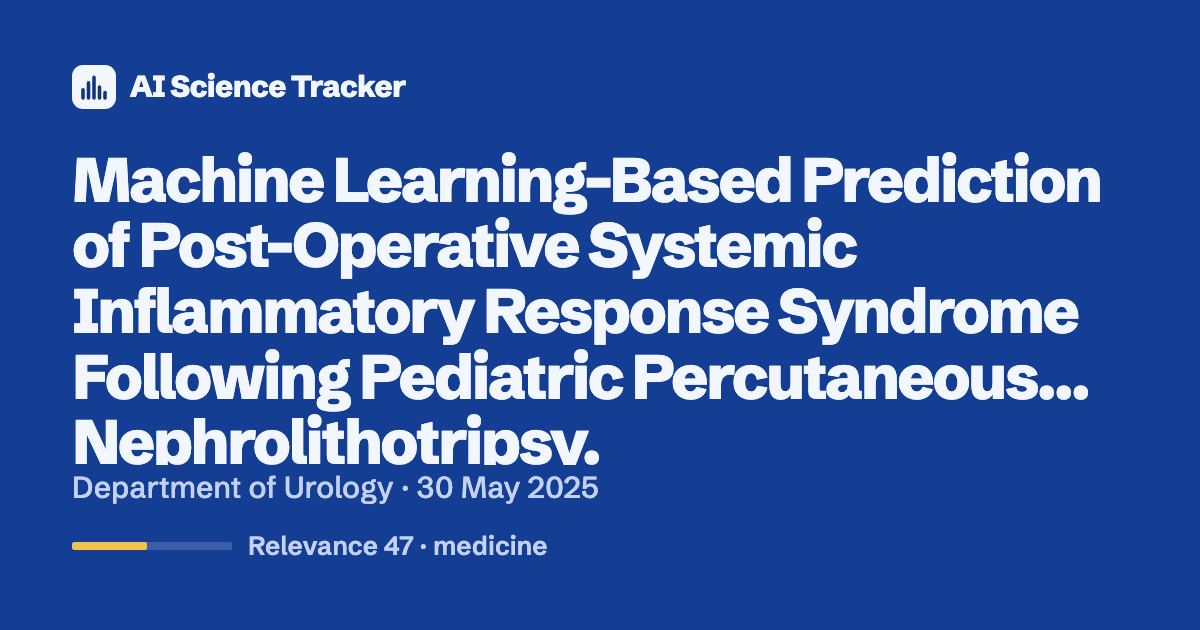 AI Science Tracker
Machine Learning-Based Prediction
of Post-Operative Systemic
Inflammatory Response Syndrome
Following Pediatric Percutaneous...
Nephrolithotripsy.
Department of Urology · 30 May 2025
Relevance 47 · medicine